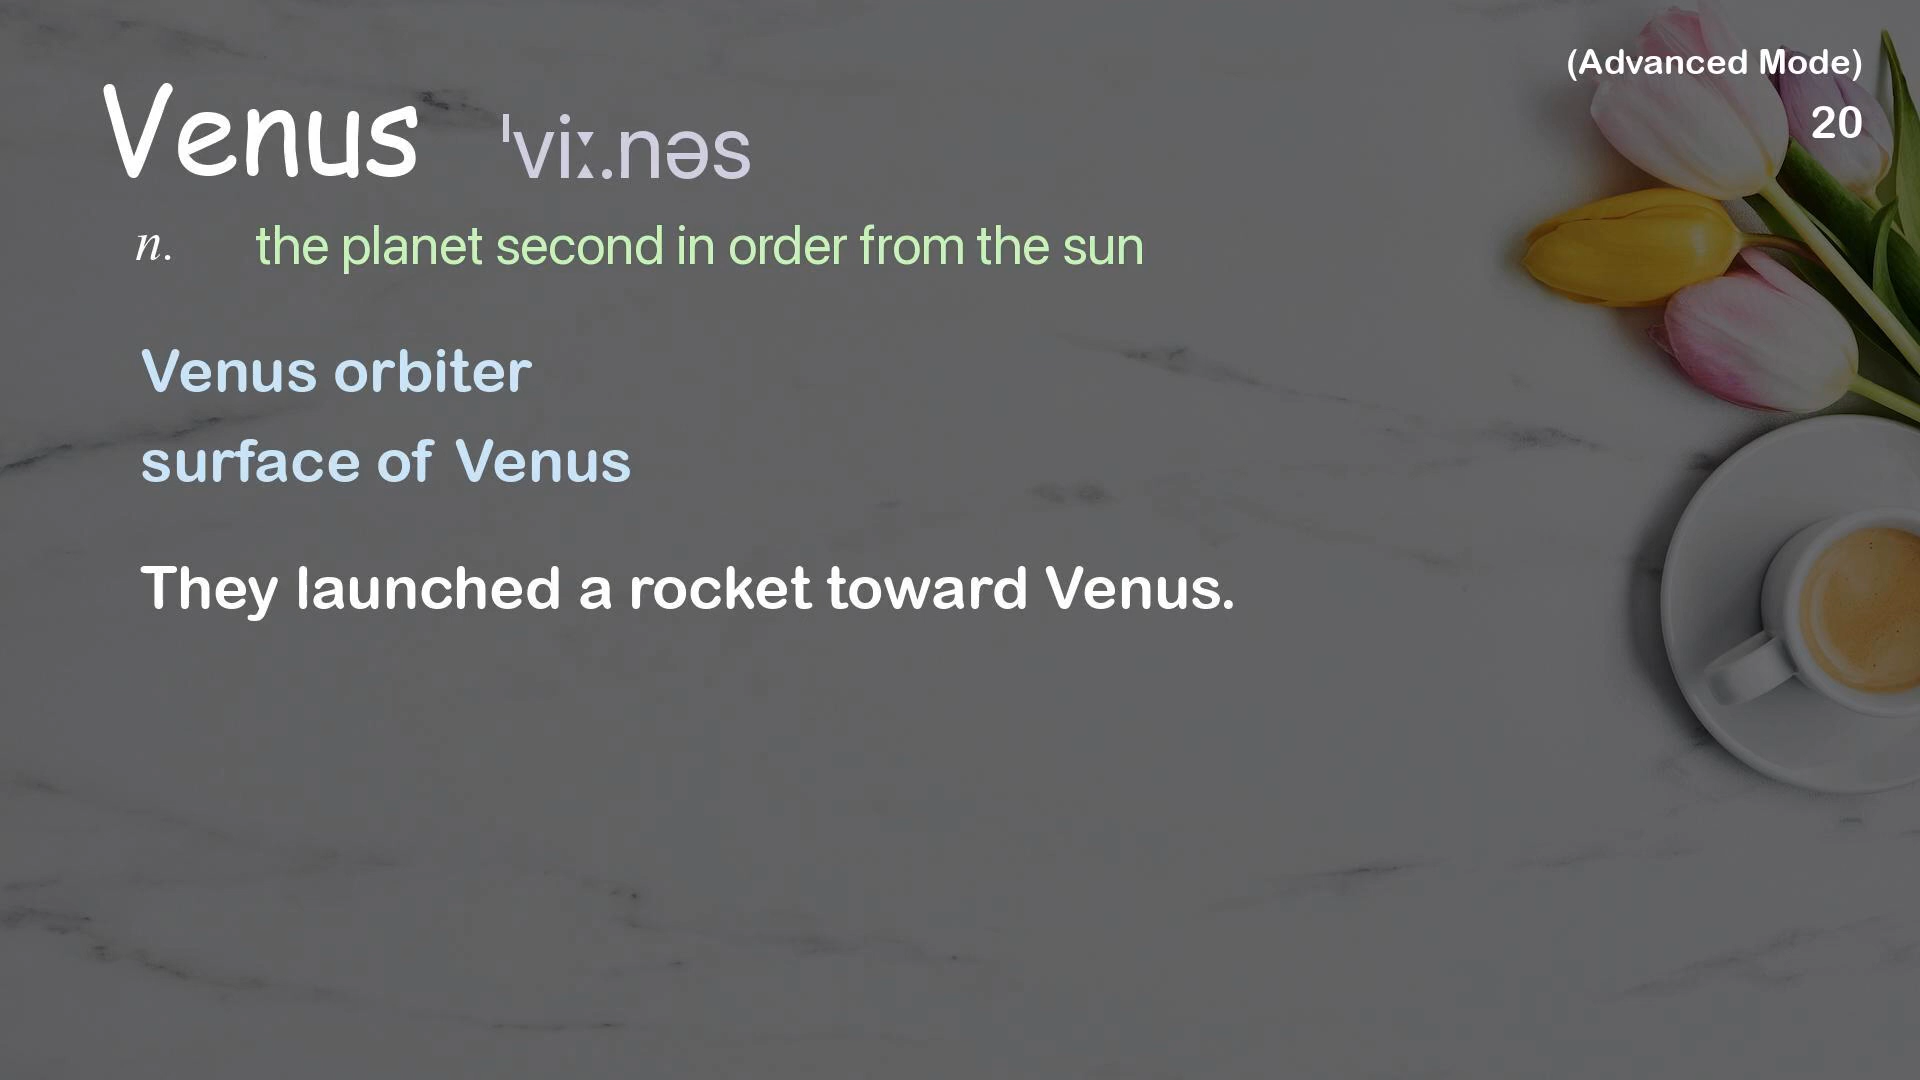 (Advanced Mode)
20
Venus ˈviː.nəs
n. the planet second in order from the sun
Venus orbiter
surface of Venus
They launched a rocket toward Venus.